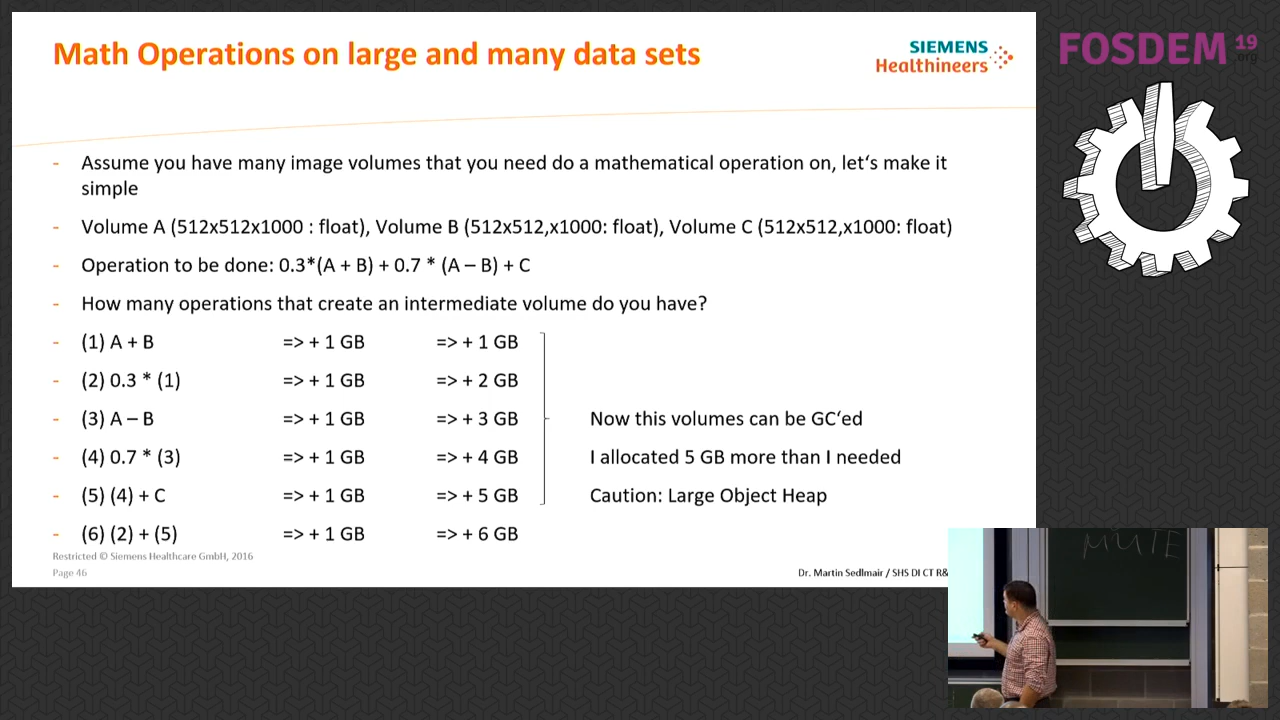 Math Operations on large and many data sets
SIEMENS
Healthineers
FOSDEM 19
.org
- Assume you have many image volumes that you need do a mathematical operation on, let's make it
simple
- Volume A (512x512x1000 : float), Volume B (512x512,x1000: float), Volume C (512x512,x1000: float)
- Operation to be done: 0.3*(A + B) + 0.7 * (A – B) + C
- How many operations that create an intermediate volume do you have?
- (1) A + B => + 1 GB => + 1 GB
- (2) 0.3 * (1) => + 1 GB => + 2 GB
- (3) A – B => + 1 GB => + 3 GB Now this volumes can be GC'ed
- (4) 0.7 * (3) => + 1 GB => + 4 GB I allocated 5 GB more than I needed
- (5) (4) + C => + 1 GB => + 5 GB Caution: Large Object Heap
- (6) (2) + (5) => + 1 GB => + 6 GB
Restricted © Siemens Healthcare GmbH, 2016
Page 46
Dr. Martin Sedlmair / SHS DI CT R&
MUTE